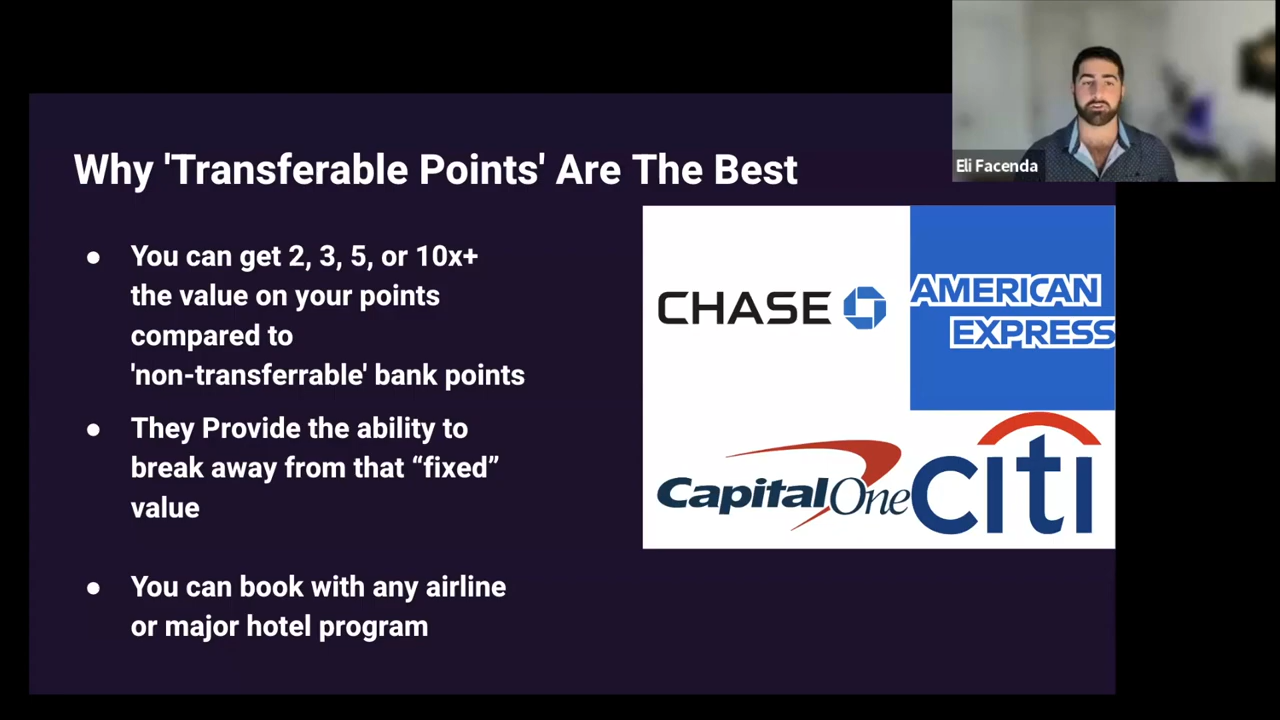 Eli Facenda
Why 'Transferable Points' Are The Best
● You can get 2, 3, 5, or 10x+
the value on your points
compared to
'non-transferrable' bank points
● They Provide the ability to
break away from that “fixed”
value
● You can book with any airline
or major hotel program
CHASE
AMERICAN
EXPRESS
CapitalOne
citi